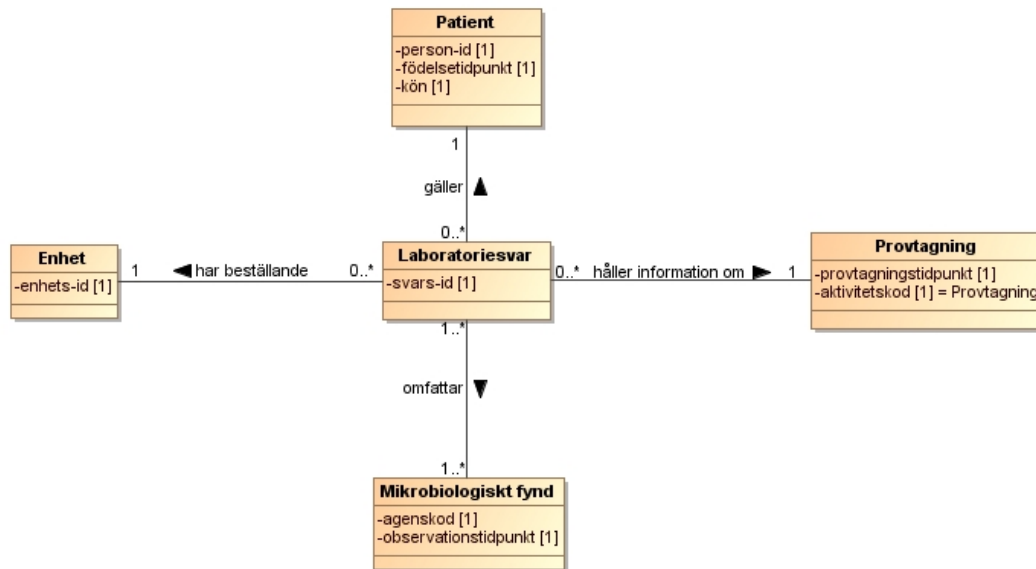 Patient
-person-id [1]
-födelsetidpunkt [1]
-kön [1]
1
gäller
0..*
Enhet
-enhets-id [1]
1
har beställande
0..*
Laboratoriesvar
-svars-id [1]
0..*
håller information om
1
Provtagning
-provtagningstidpunkt [1]
-aktivitetskod [1] = Provtagning
1..*
omfattar
1..*
Mikrobiologiskt fynd
-agenskod [1]
-observationstidpunkt [1]